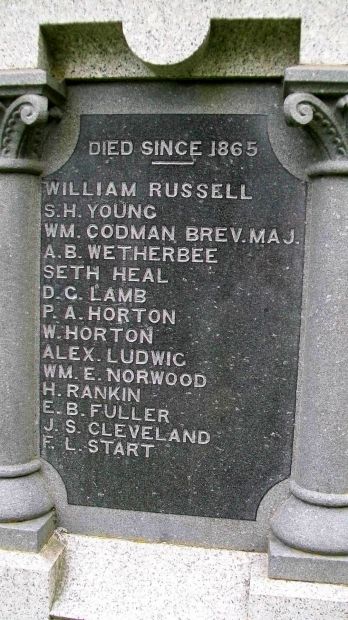 DIED SINCE 1865
WILLIAM RUSSELL
S.H. YOUNG
WM. CODMAN BREV. MAJ.
A.B. WETHERBEE
SETH HEAL
D.C. LAMB
P. A. HORTON
W. HORTON
ALEX. LUDWIG
WM. E. NORWOOD
H. RANKIN
E. B. FULLER
J. S. CLEVELAND
F. L. START